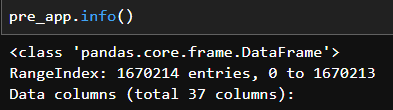 pre_app.info()
<class 'pandas.core.frame.DataFrame'>
RangeIndex: 1670214 entries, 0 to 1670213
Data columns (total 37 columns):